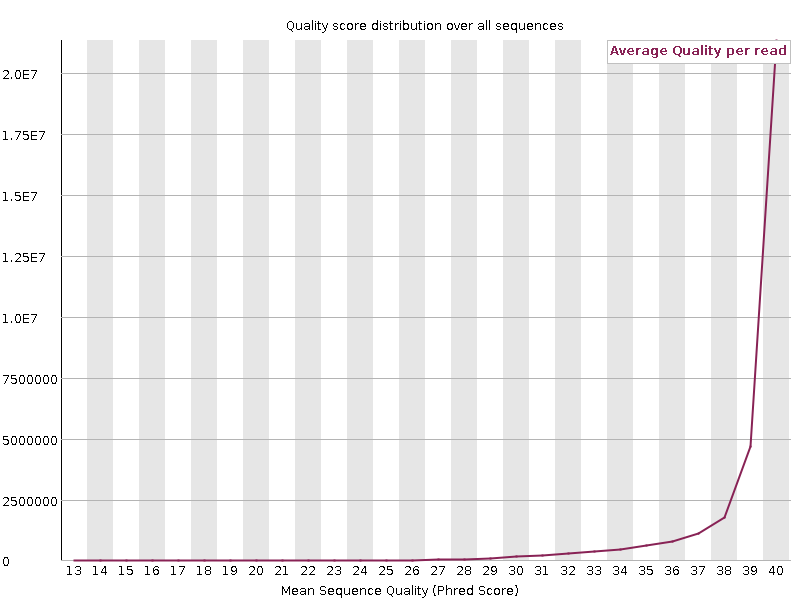 Quality score distribution over all sequences
Average Quality per read
2.0E7
1.75E7
1.5E7
1.25E7
1.0E7
7500000
5000000
2500000
0
13 14 15 16 17 18 19 20 21 22 23 24 25 26 27 28 29 30 31 32 33 34 35 36 37 38 39 40
Mean Sequence Quality (Phred Score)